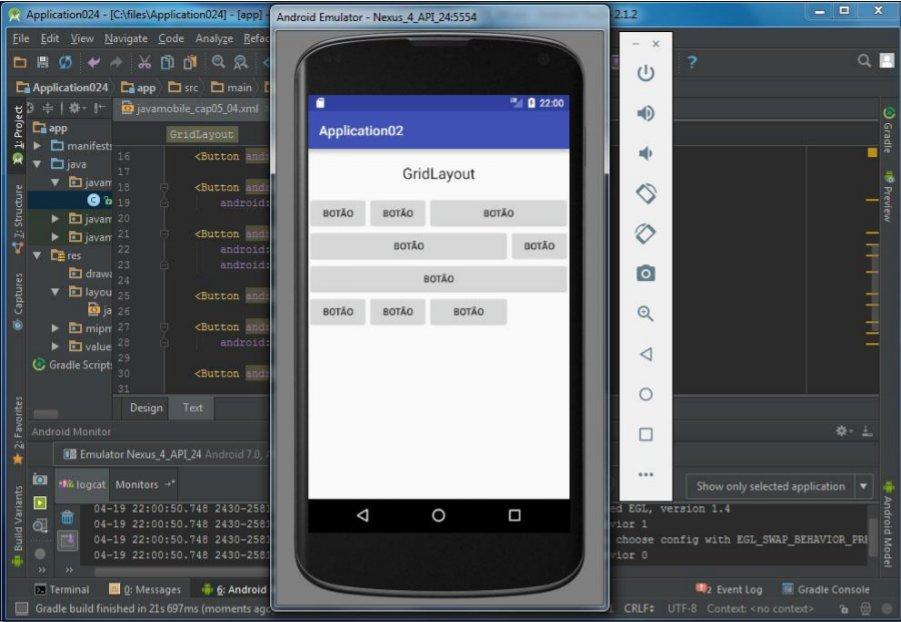 Application024 - [C:\files\Application024] - [app] -
Android Emulator - Nexus_4_API_24:5554
2.1.2
File Edit View Navigate Code Analyze Refac
Application024 app src main
javamobile_cap05_04.xml
1: Project
7: Structure
Captures
2: Favorites
Build Variants
app
manifests
java
javam
javam
javam
res
drawa
layou
ja
mipm
value
Gradle Scripts
GridLayout
16 <Button andr
17
18 <Button andr
19 android:
20
21 <Button andr
22 android:
23 android:
24
25 <Button andr
26
27 <Button andr
28 android:
29
30 <Button andr
31
Design Text
22:00
Application02
GridLayout
BOTÃO BOTÃO BOTÃO
BOTÃO BOTÃO
BOTÃO
BOTÃO BOTÃO BOTÃO
Gradle
Preview
Android Model
Android Monitor
Emulator Nexus_4_API_24 Android 7.0,
logcat Monitors
Show only selected application
04-19 22:00:50.748 2430-2581
ed EGL, version 1.4
04-19 22:00:50.748 2430-2581
vior 1
04-19 22:00:50.748 2430-2581
choose config with EGL_SWAP_BEHAVIOR_PRE
04-19 22:00:50.748 2430-2581
vior 0
Terminal 0: Messages 6: Android
2 Event Log Gradle Console
Gradle build finished in 21s 697ms (moments ago
CRLF UTF-8 Context: <no context>